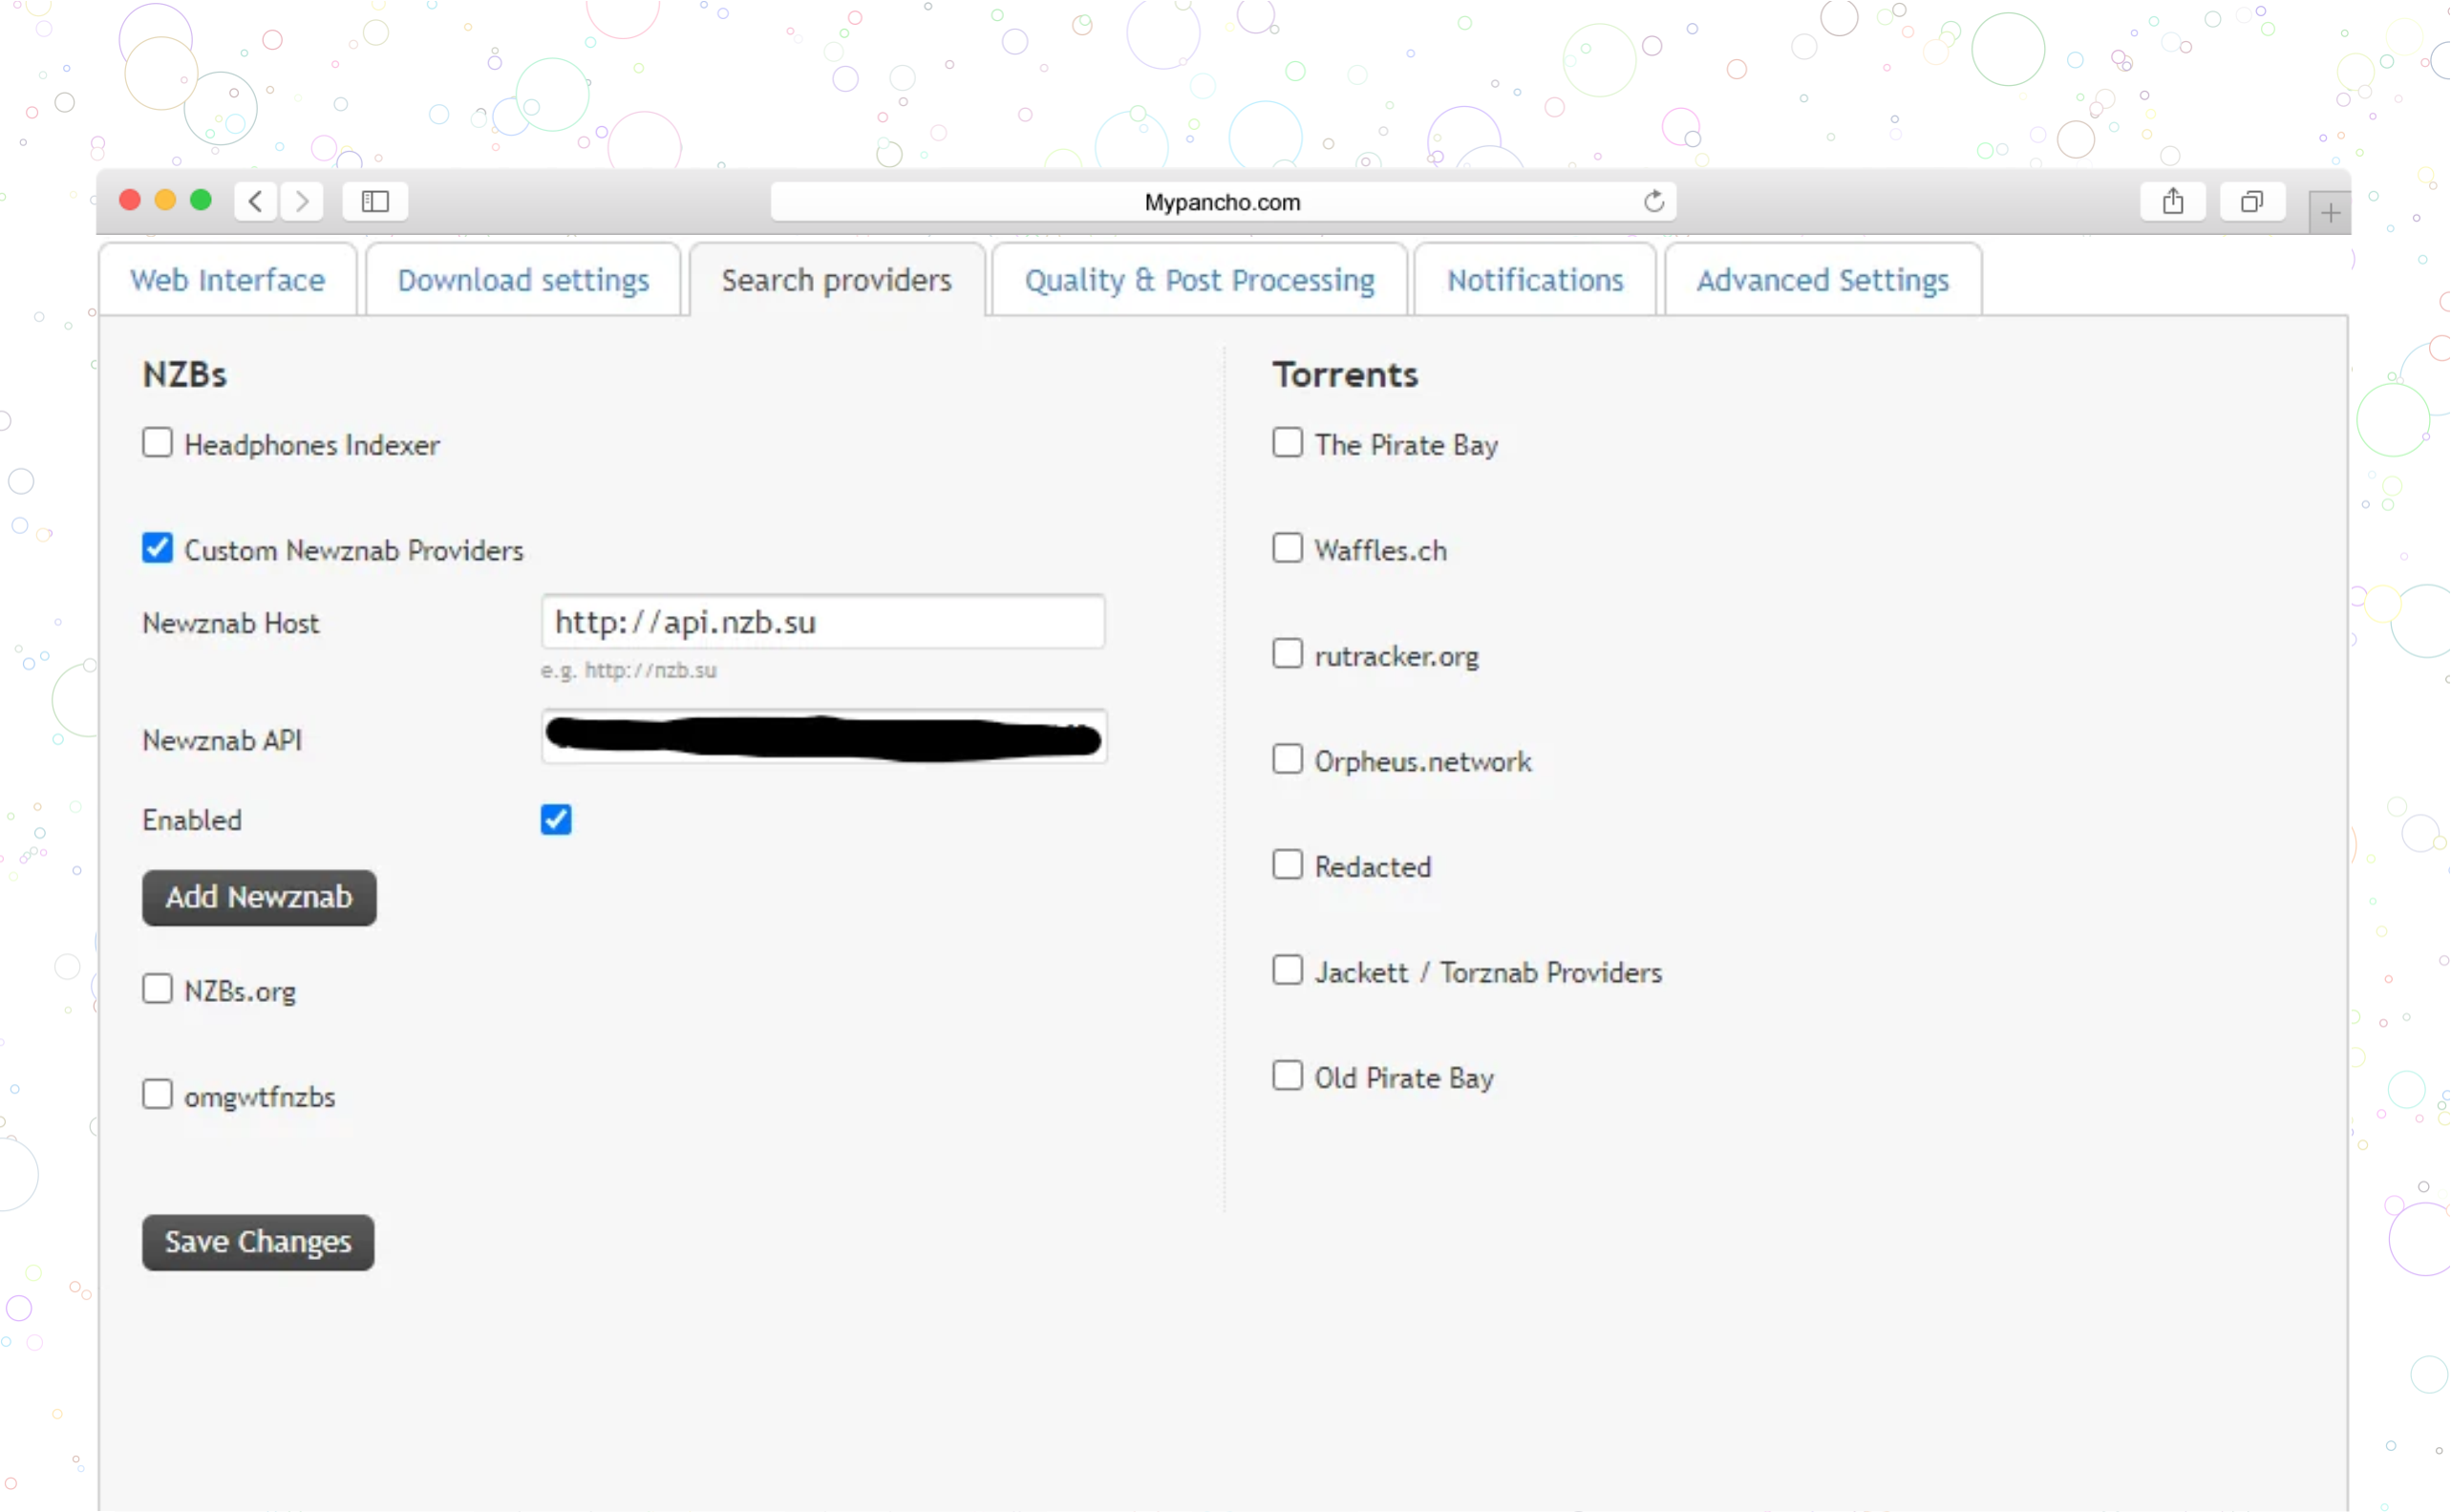 Mypancho.com
Web Interface
Download settings
Search providers
Quality & Post Processing
Notifications
Advanced Settings
NZBs
Headphones Indexer
Custom Newznab Providers
Newznab Host
http://api.nzb.su
e.g. http://nzb.su
Newznab API
Enabled
Add Newznab
NZBs.org
omgwtfnzbs
Save Changes
Torrents
The Pirate Bay
Waffles.ch
rutracker.org
Orpheus.network
Redacted
Jackett / Torznab Providers
Old Pirate Bay